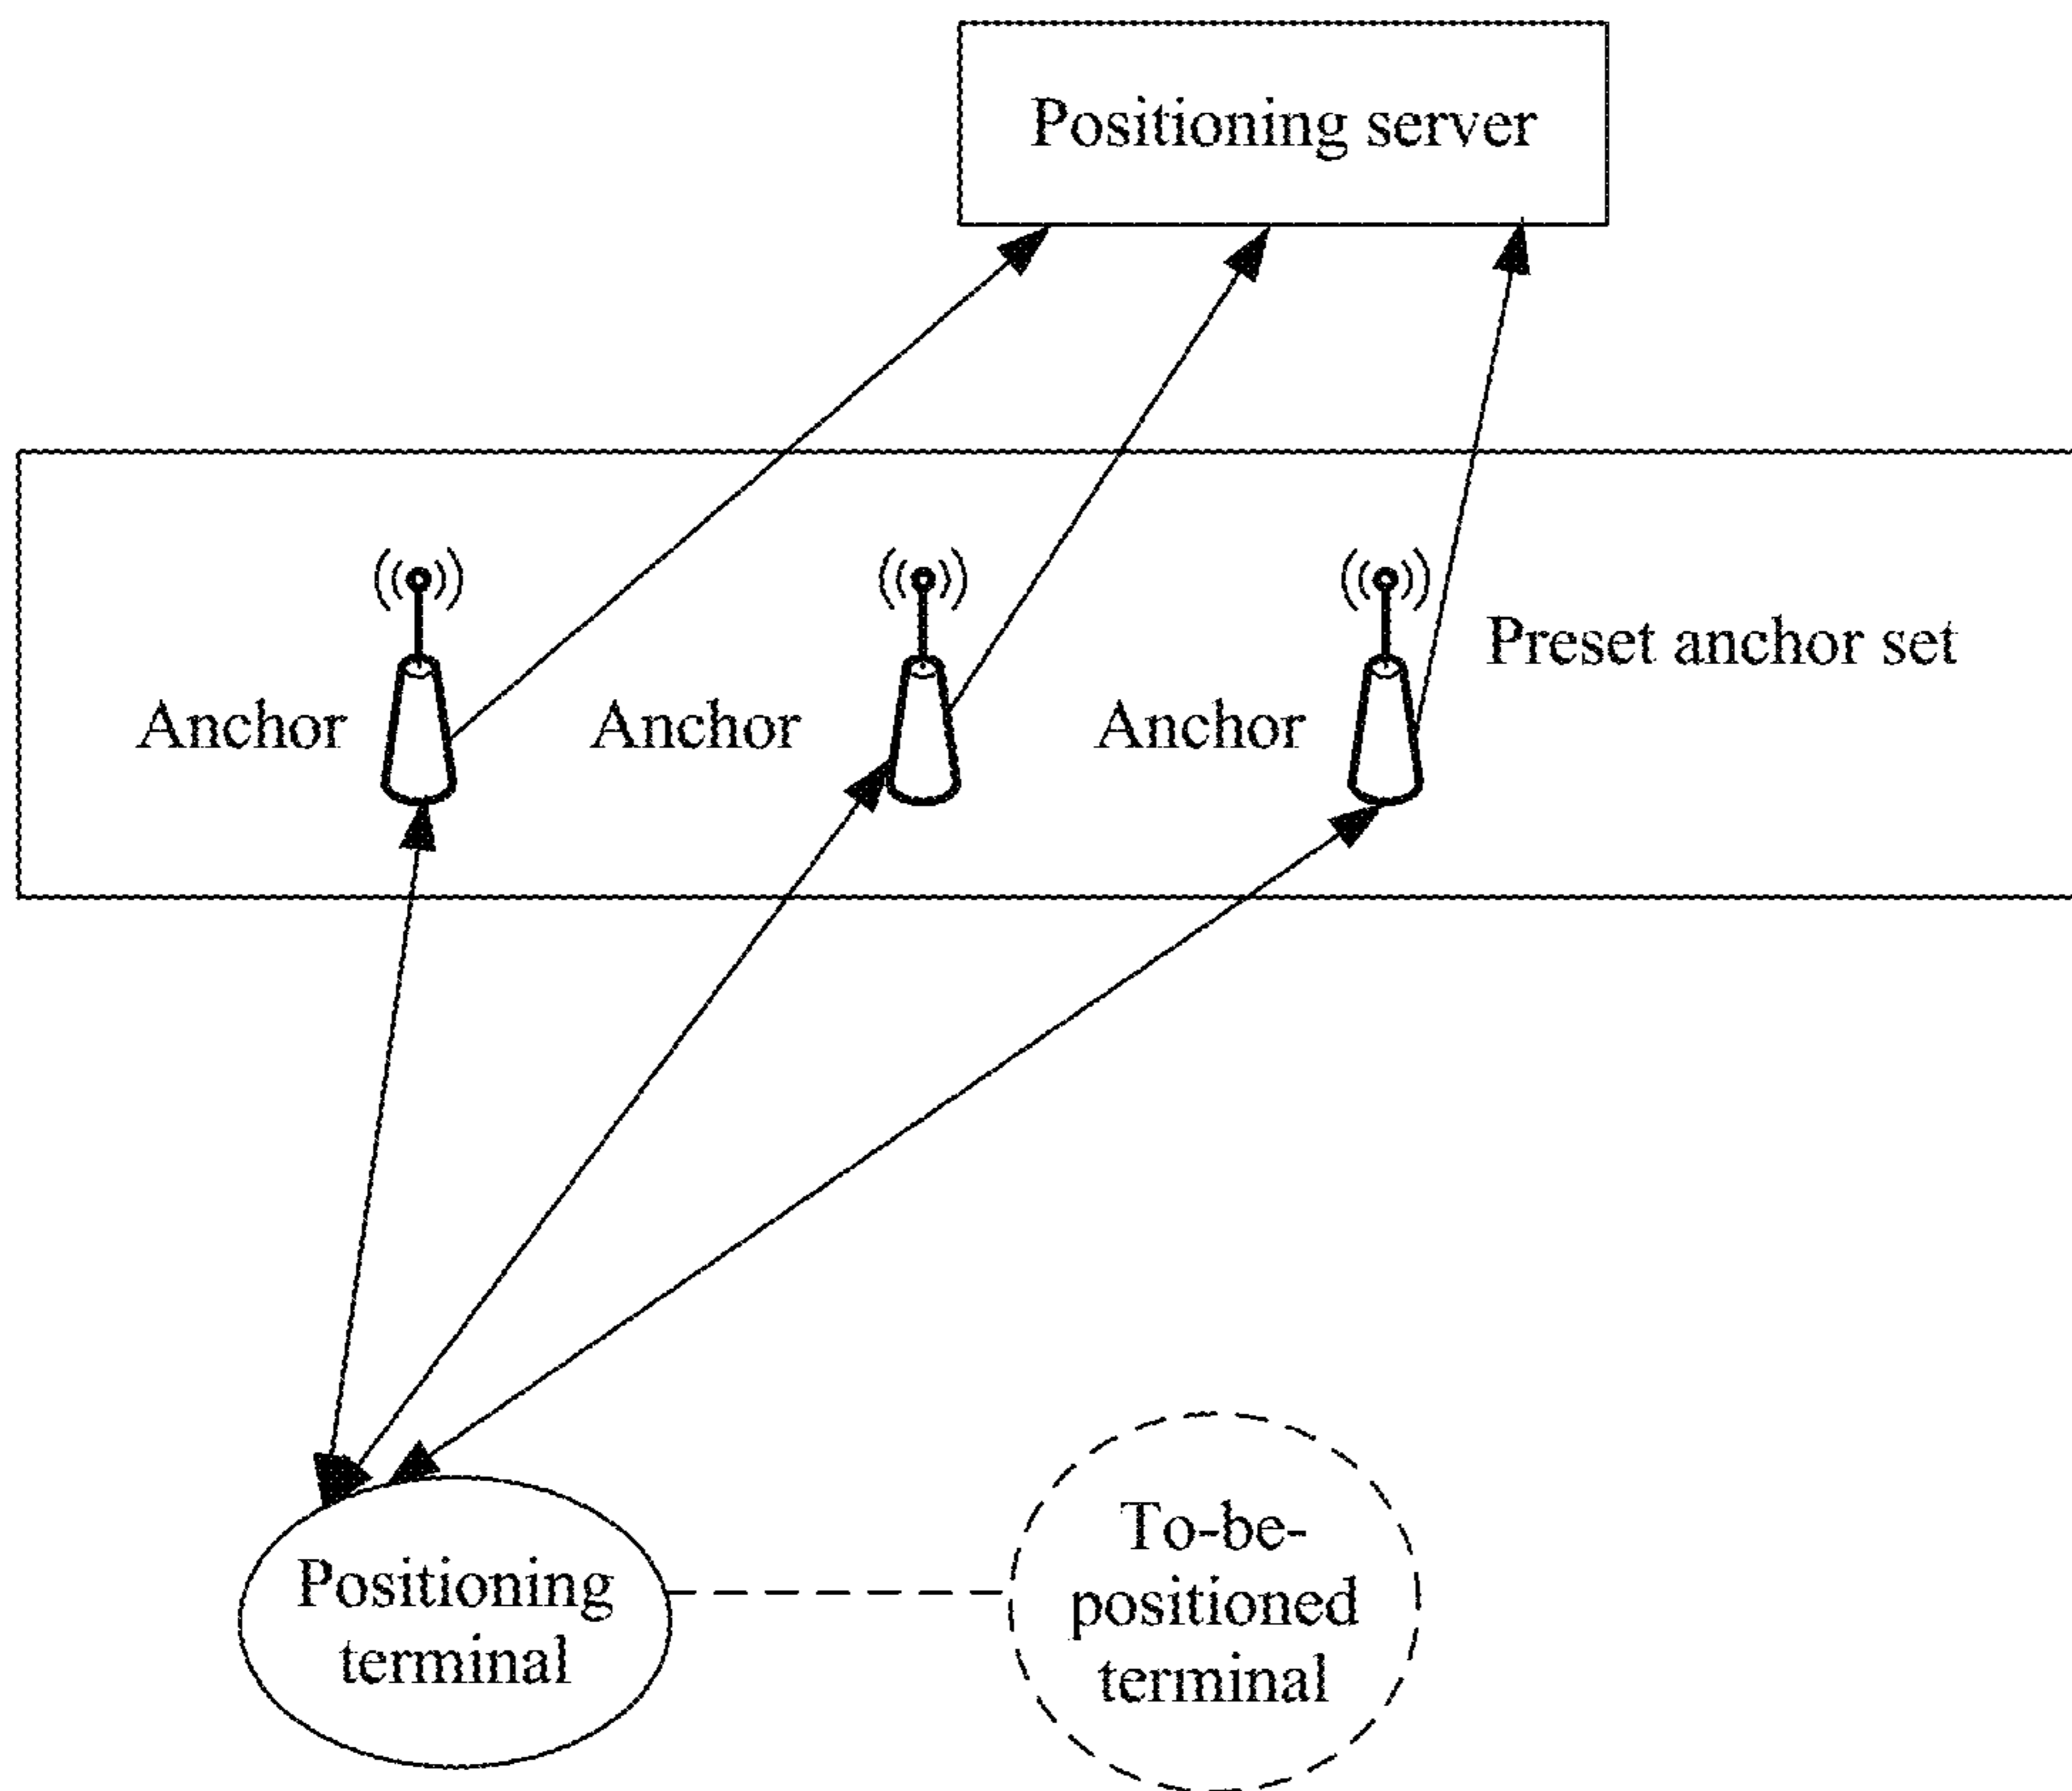 Positioning server
Preset anchor set
Anchor
Anchor
Anchor
Positioning
terminal
To-be-
positioned
terminal